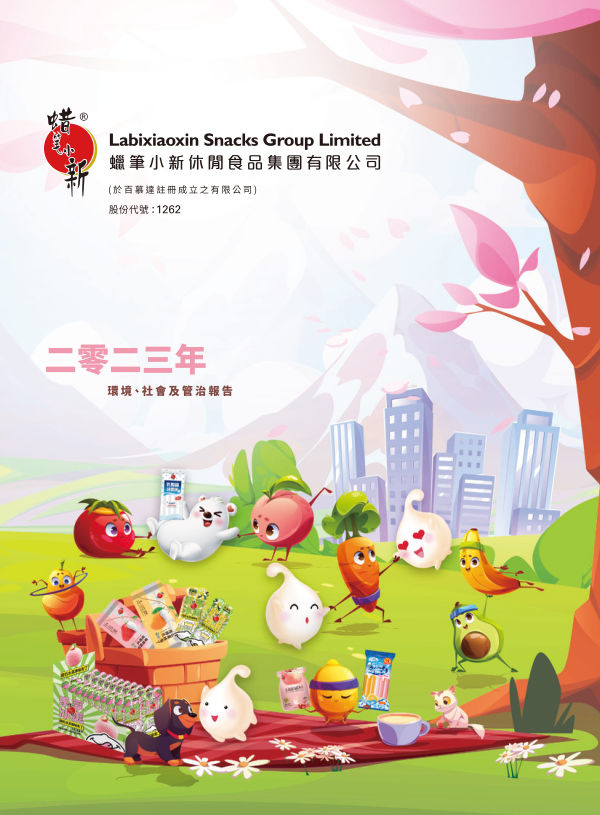 蜡筆小新®
Labixiaoxin Snacks Group Limited
蠟筆小新休閒食品集團有限公司
(於百慕達註冊成立之有限公司)
股份代號 : 1262
二零二三年
環境、社會及管治報告